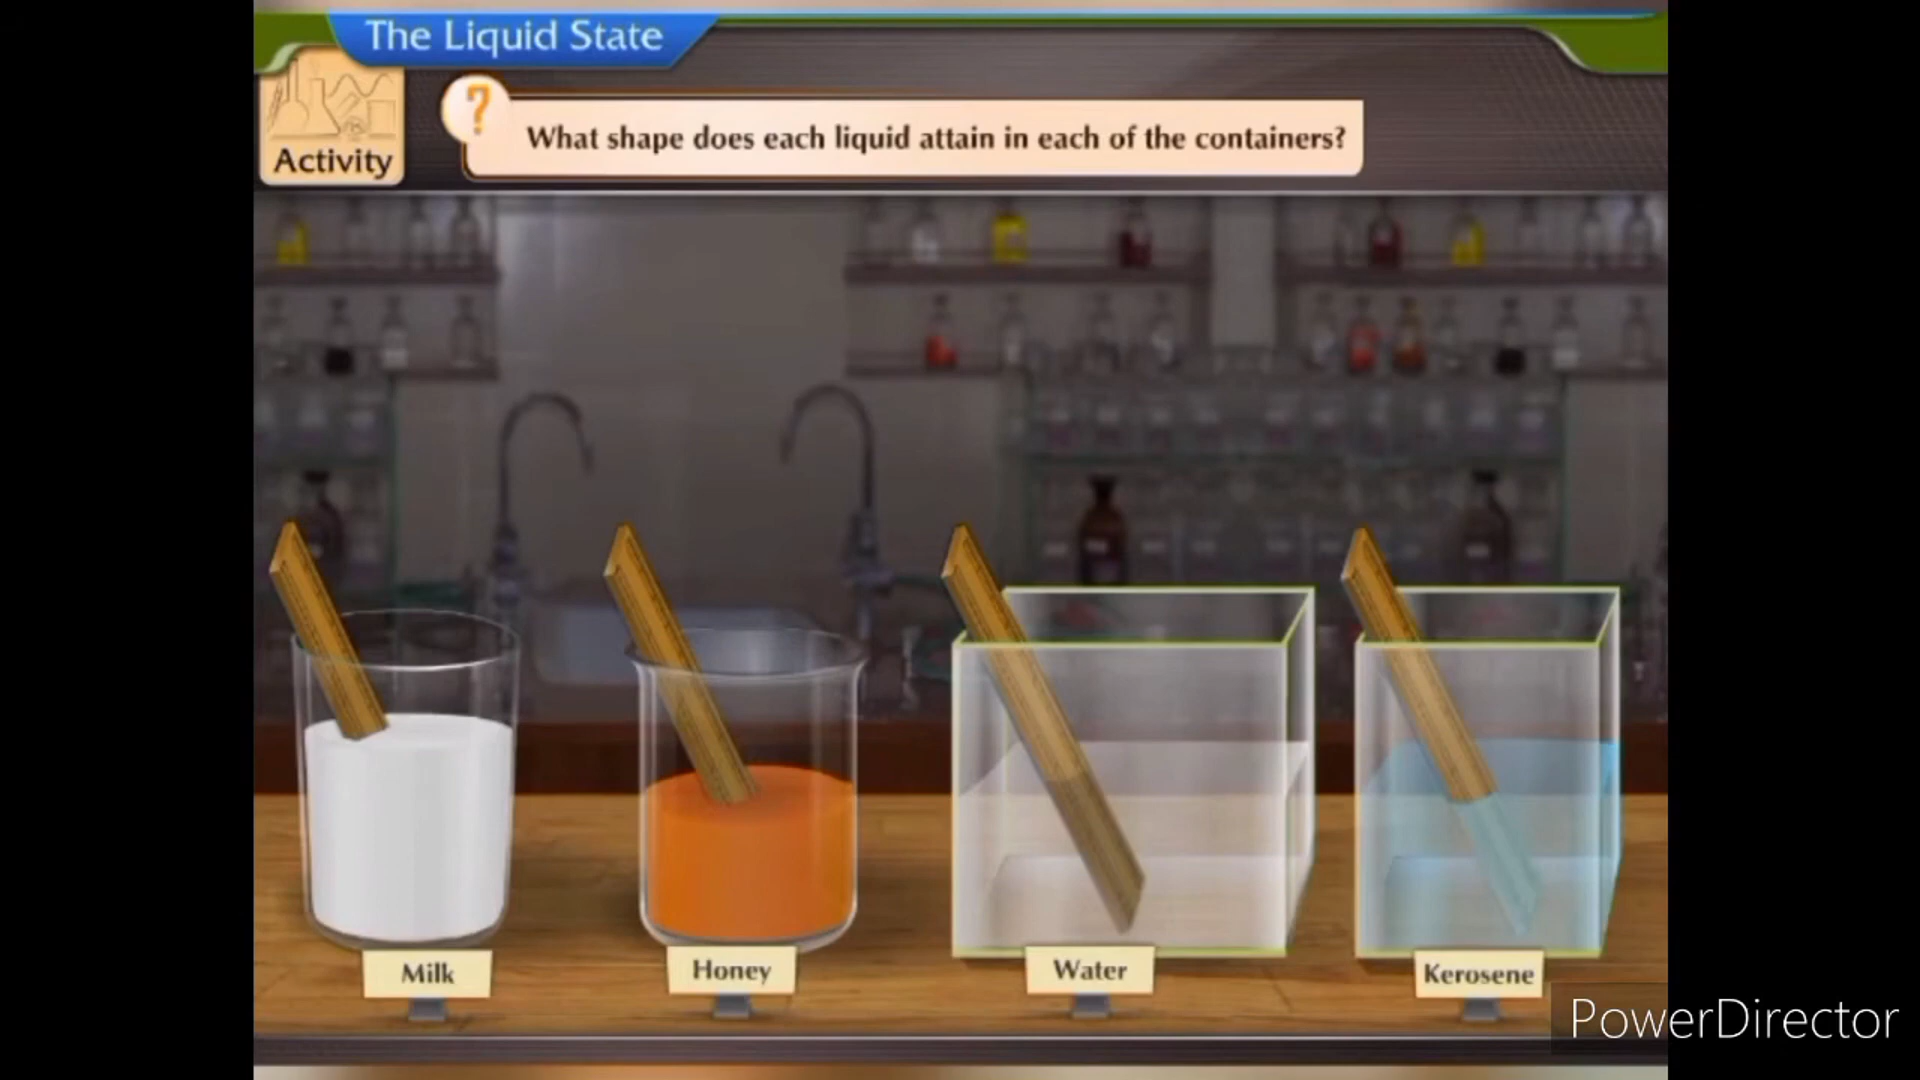 The Liquid State
?
What shape does each liquid attain in each of the containers?
Activity
Milk
Honey
Water
Kerosene
PowerDirector